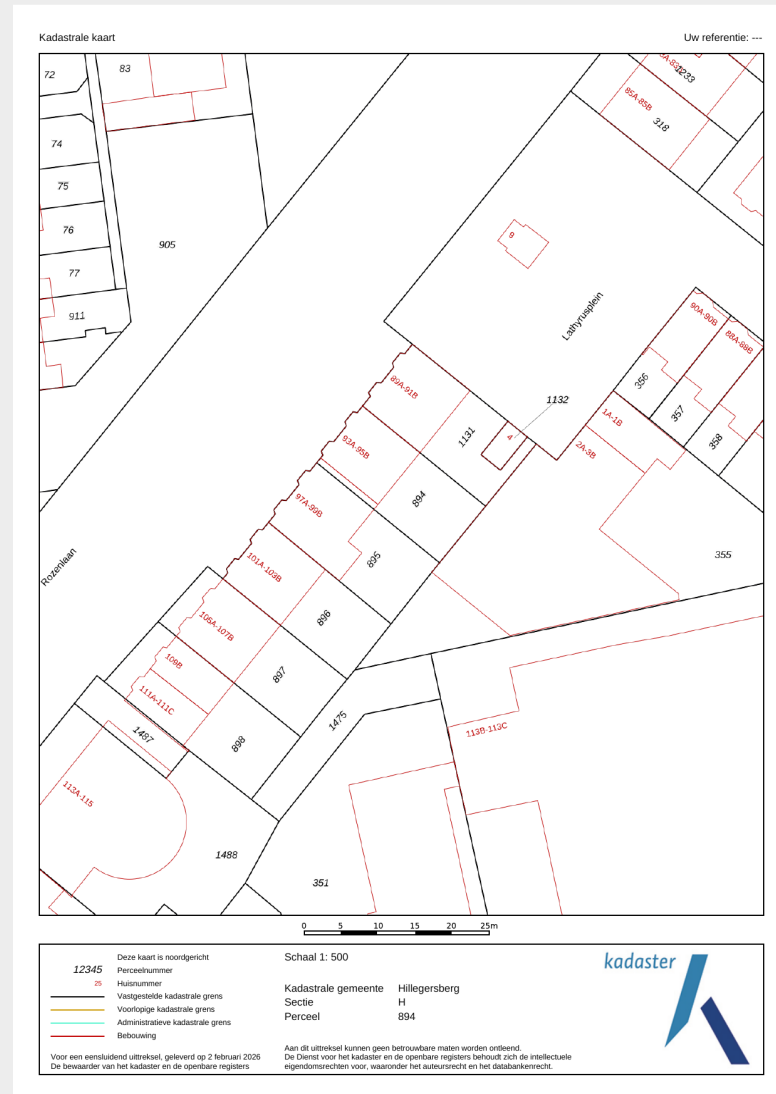 Kadastrale kaart
Uw referentie: ---
72
83
1233
85A-85B
318
74
75
76
905
9
77
911
Lathyrusplein
90A-90B
88A-88B
89A-91B
356
1132
1A-1B
357
1131
4
358
93A-95B
2A-3B
894
97A-99B
355
895
Rozenlaan
101A-103B
896
105A-107B
109B
897
111A-111C
1475
1487
898
113B-113C
113A-115
1488
351
0 5 10 15 20 25m
Deze kaart is noordgericht
12345 Perceelnummer
25 Huisnummer
Vastgestelde kadastrale grens
Voorlopige kadastrale grens
Administratieve kadastrale grens
Bebouwing
Voor een eensluidend uittreksel, geleverd op 2 februari 2026
De bewaarder van het kadaster en de openbare registers
Schaal 1: 500
Kadastrale gemeente Hillegersberg
Sectie H
Perceel 894
Aan dit uittreksel kunnen geen betrouwbare maten worden ontleend.
De Dienst voor het kadaster en de openbare registers behoudt zich de intellectuele
eigendomsrechten voor, waaronder het auteursrecht en het databankenrecht.
kadaster